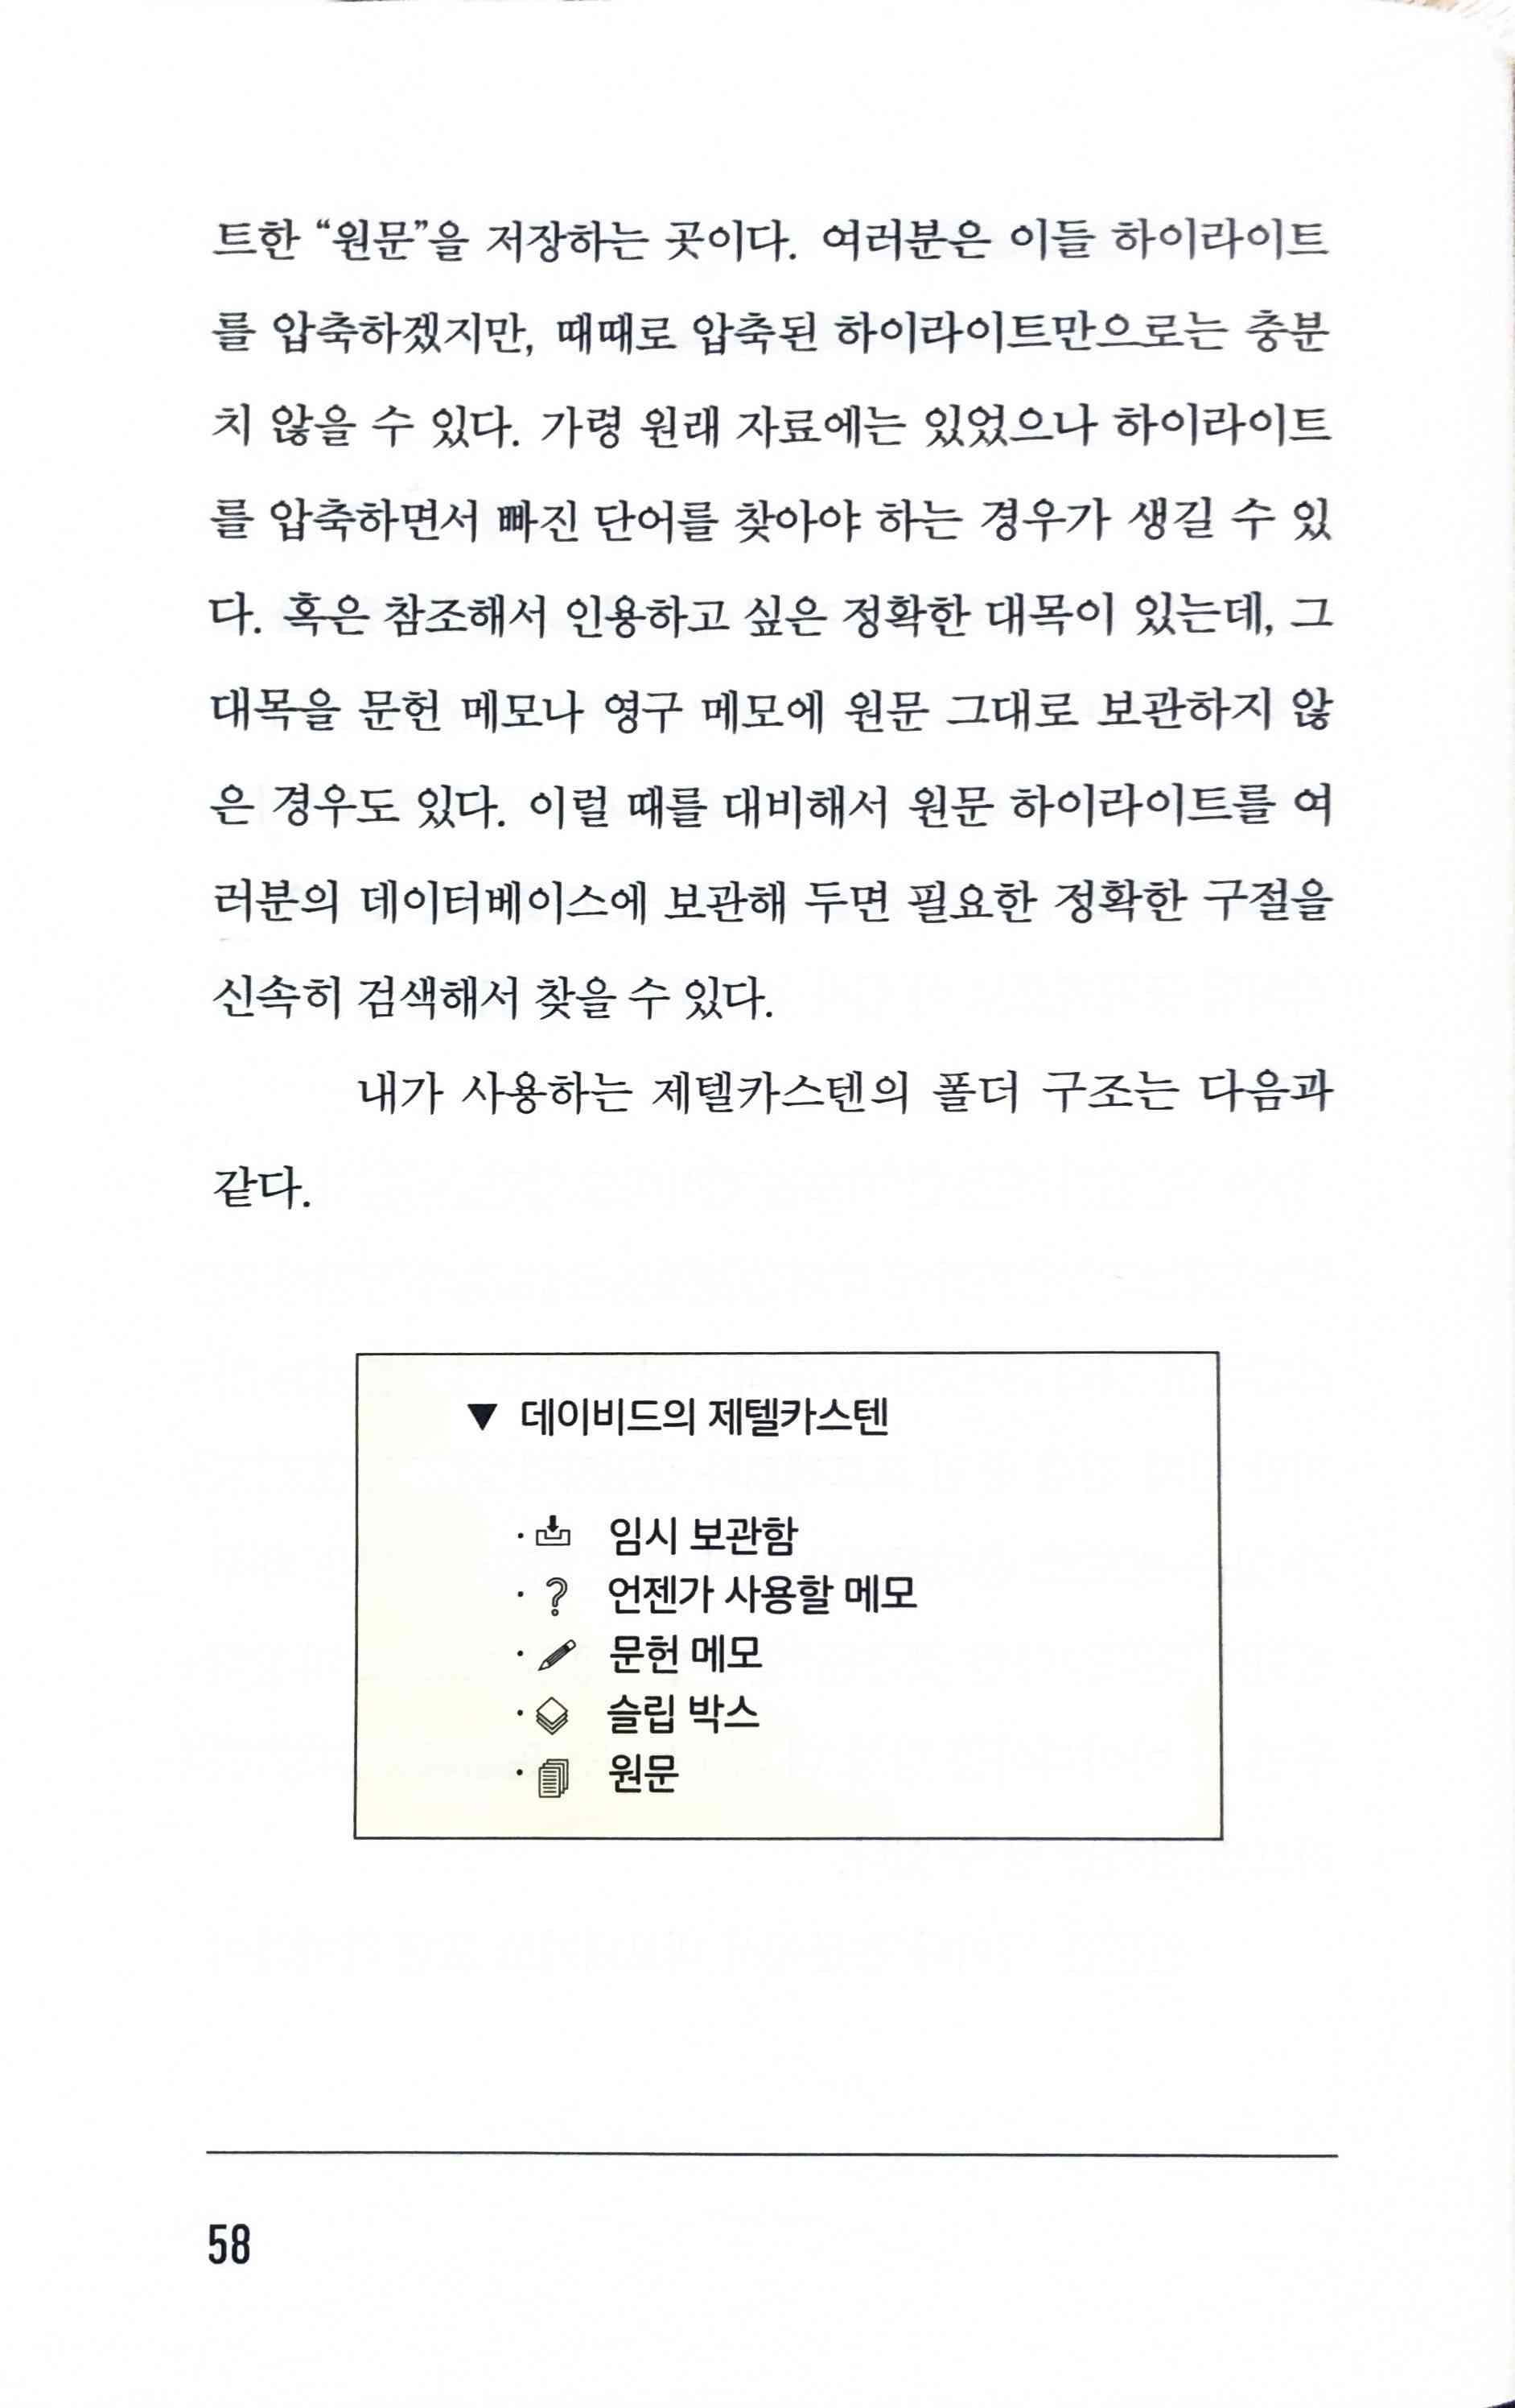 트한 “원문”을 저장하는 곳이다. 여러분은 이들 하이라이트
를 압축하겠지만, 때때로 압축된 하이라이트만으로는 충분
치 않을 수 있다. 가령 원래 자료에는 있었으나 하이라이트
를 압축하면서 빠진 단어를 찾아야 하는 경우가 생길 수 있
다. 혹은 참조해서 인용하고 싶은 정확한 대목이 있는데, 그
대목을 문헌 메모나 영구 메모에 원문 그대로 보관하지 않
은 경우도 있다. 이럴 때를 대비해서 원문 하이라이트를 여
러분의 데이터베이스에 보관해 두면 필요한 정확한 구절을
신속히 검색해서 찾을 수 있다.
내가 사용하는 제텔카스텐의 폴더 구조는 다음과
같다.
▼ 데이비드의 제텔카스텐
· 임시 보관함
· ? 언젠가 사용할 메모
· 문헌 메모
· 슬립 박스
· 원문
58